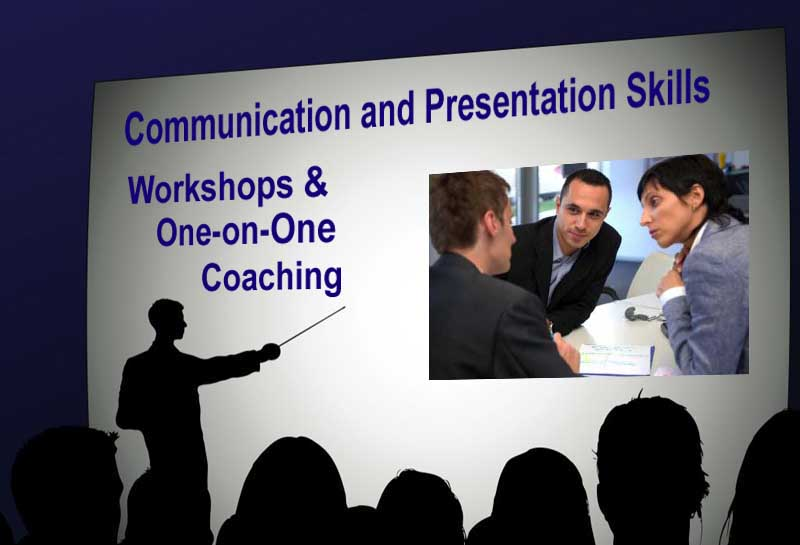 Communication and Presentation Skills
Workshops &
One-on-One
Coaching